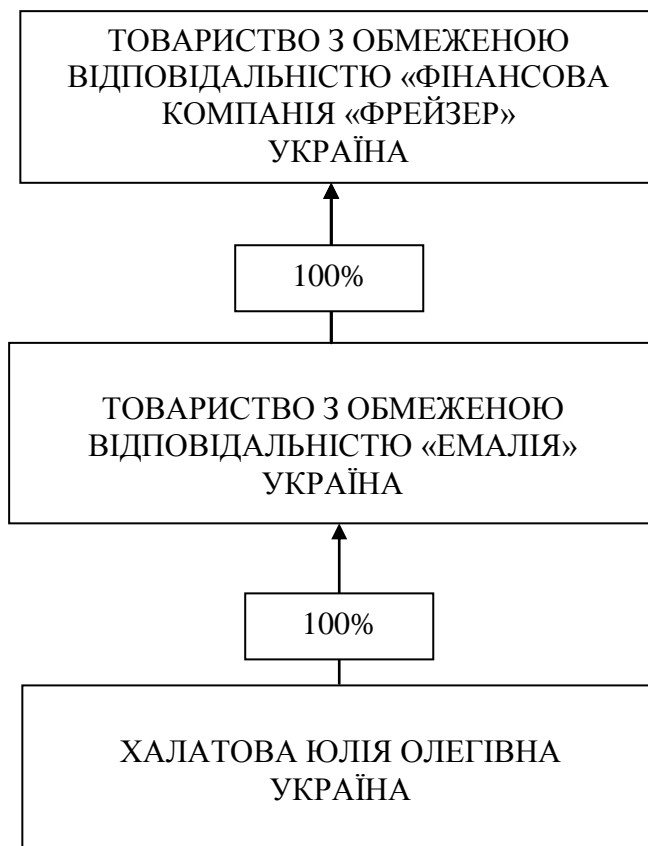 ТОВАРИСТВО З ОБМЕЖЕНОЮ
ВІДПОВІДАЛЬНІСТЮ «ФІНАНСОВА
КОМПАНІЯ «ФРЕЙЗЕР»
УКРАЇНА
100%
ТОВАРИСТВО З ОБМЕЖЕНОЮ
ВІДПОВІДАЛЬНІСТЮ «ЕМАЛІЯ»
УКРАЇНА
100%
ХАЛАТОВА ЮЛІЯ ОЛЕГІВНА
УКРАЇНА